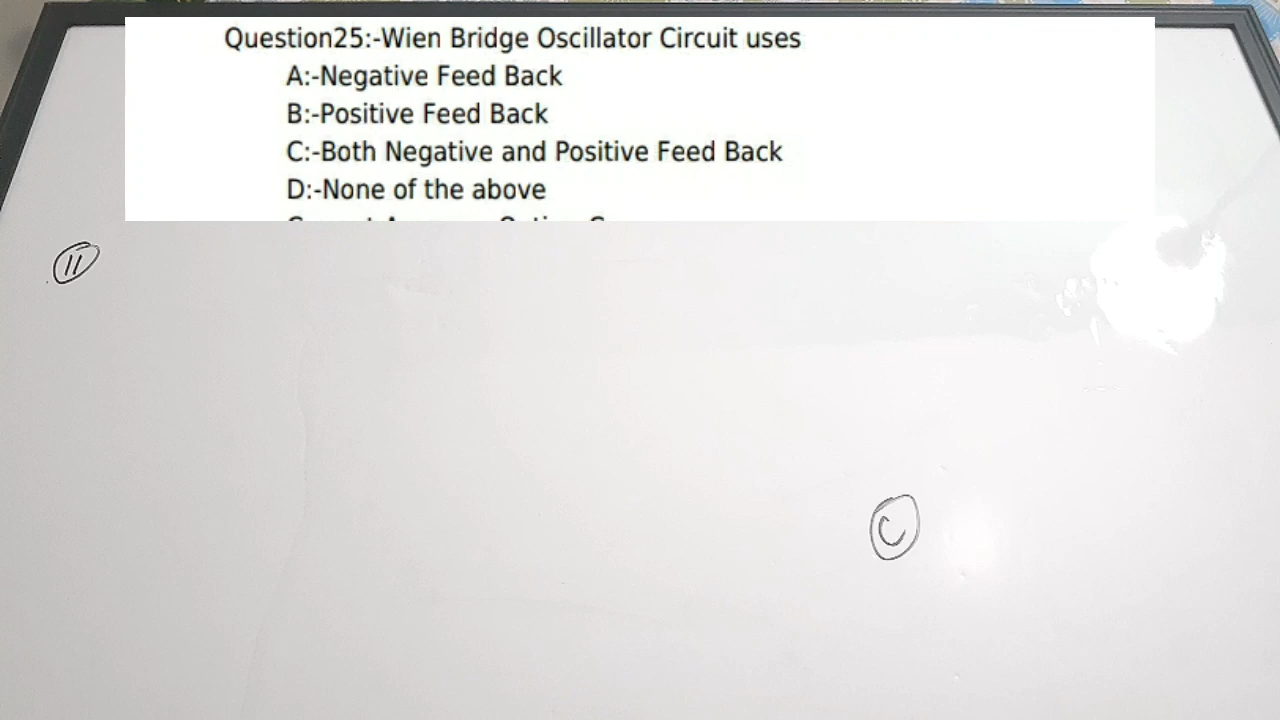 Question25:-Wien Bridge Oscillator Circuit uses
A:-Negative Feed Back
B:-Positive Feed Back
C:-Both Negative and Positive Feed Back
D:-None of the above
11
C